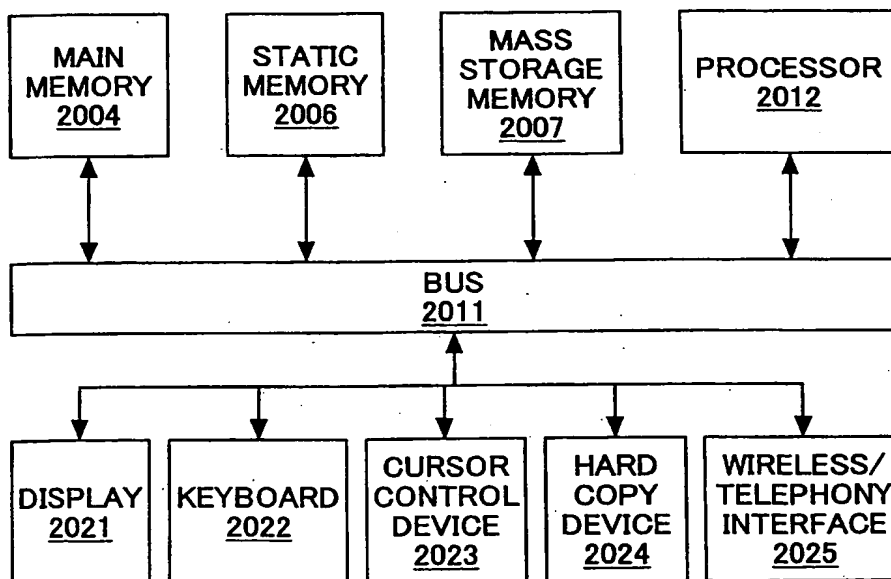 MAIN
MEMORY
2004
STATIC
MEMORY
2006
MASS
STORAGE
MEMORY
2007
PROCESSOR
2012
BUS
2011
DISPLAY
2021
KEYBOARD
2022
CURSOR
CONTROL
DEVICE
2023
HARD
COPY
DEVICE
2024
WIRELESS/
TELEPHONY
INTERFACE
2025